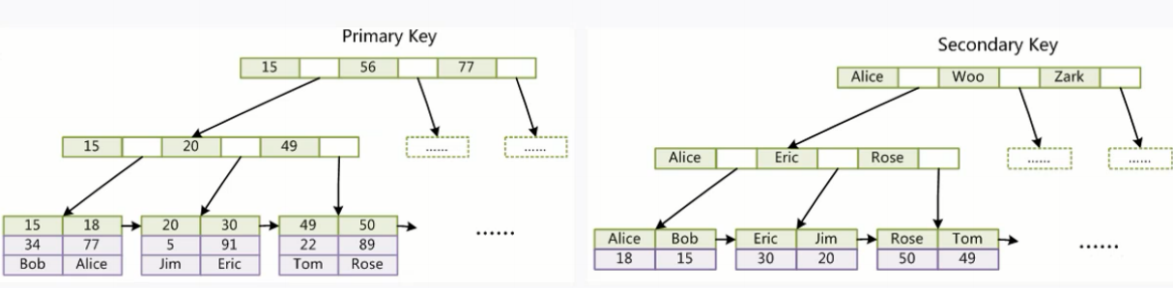 Primary Key
15 56 77
15 20 49 ...... ......
15 18 20 30 49 50
34 77 5 91 22 89 ......
Bob Alice Jim Eric Tom Rose
Secondary Key
Alice Woo Zark
Alice Eric Rose ...... ......
Alice Bob Eric Jim Rose Tom
18 15 30 20 50 49 ......